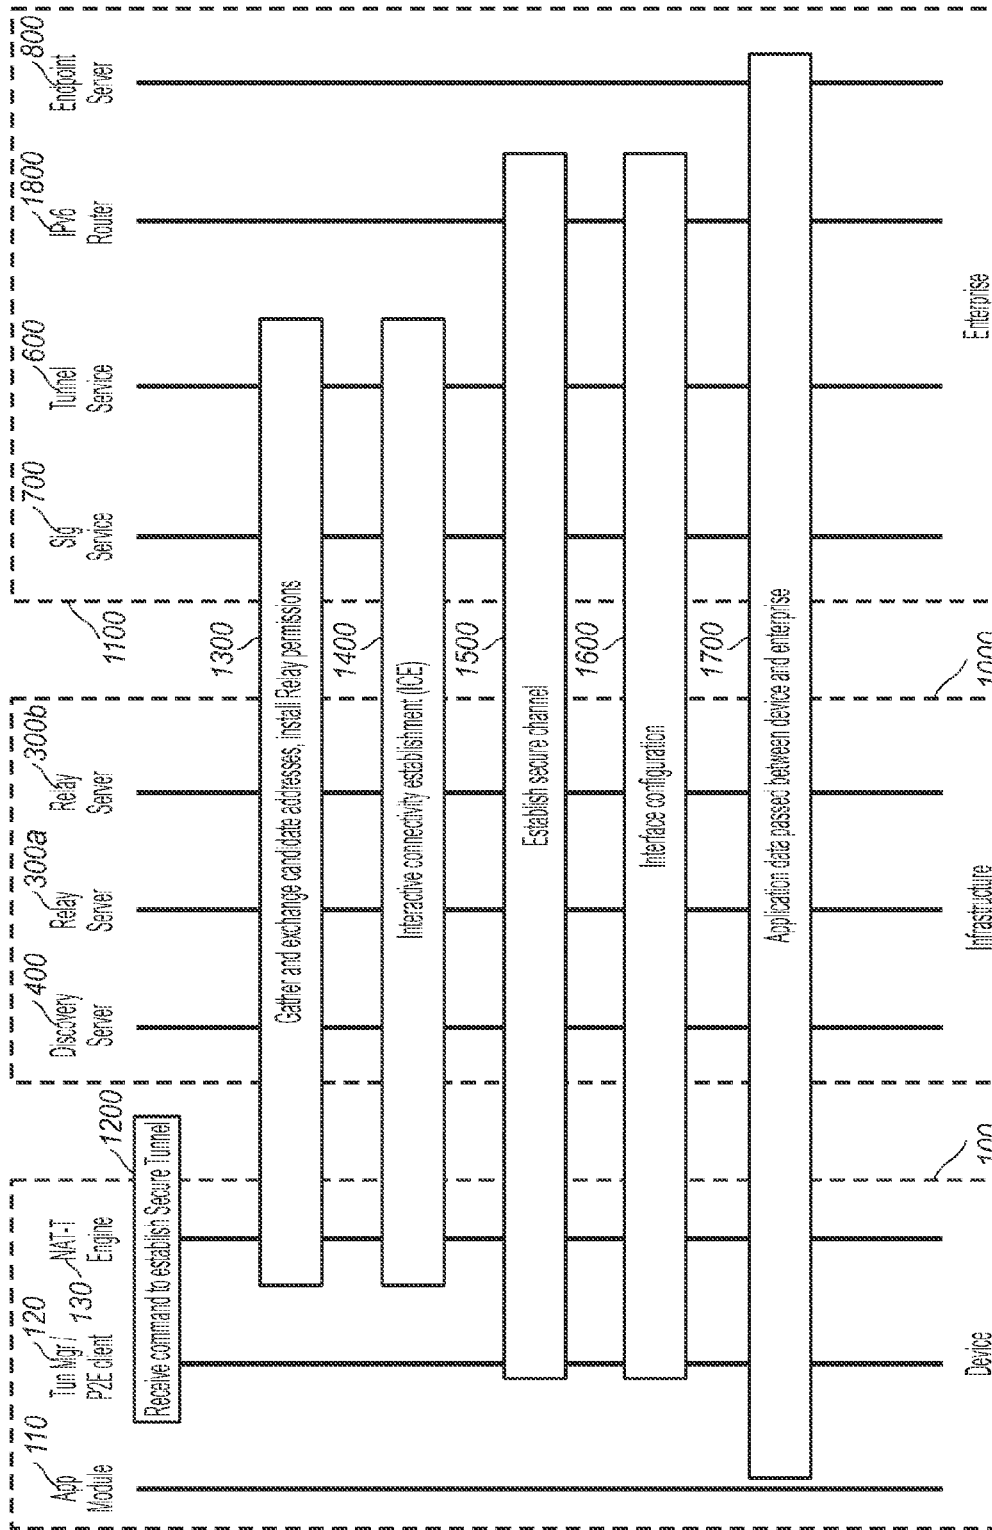 110
App
Module
120
Tun Mgr /
P2E client
130
NAT-T
Engine
400
Discovery
Server
300a
Relay
Server
300b
Relay
Server
700
Sig
Service
600
Tunnel
Service
1800
IPv6
Router
800
Endpoint
Server
1200
Receive command to establish Secure Tunnel
1100
1300
Gather and exchange candidate addresses, install Relay permissions
1400
Interactive connectivity establishment (ICE)
1500
Establish secure channel
1600
Interface configuration
1700
Application data passed between device and enterprise
100
1000
Device
Infrastructure
Enterprise